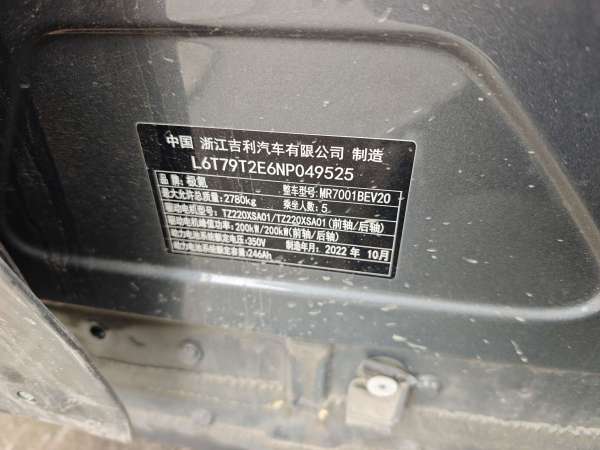 中国 浙江吉利汽车有限公司 制造
L6T79T2E6NP049525
品牌:极氪 整车型号:MR7001BEV20
最大允许总质量:2780kg 乘坐人数:5
驱动电机型号:TZ220XSA01/TZ220XSA01(前轴/后轴)
驱动电机峰值功率:200kW/200kW(前轴/后轴)
动力电池系统额定电压:350V 制造年月:2022 年 10月
动力电池系统额定容量:246Ah